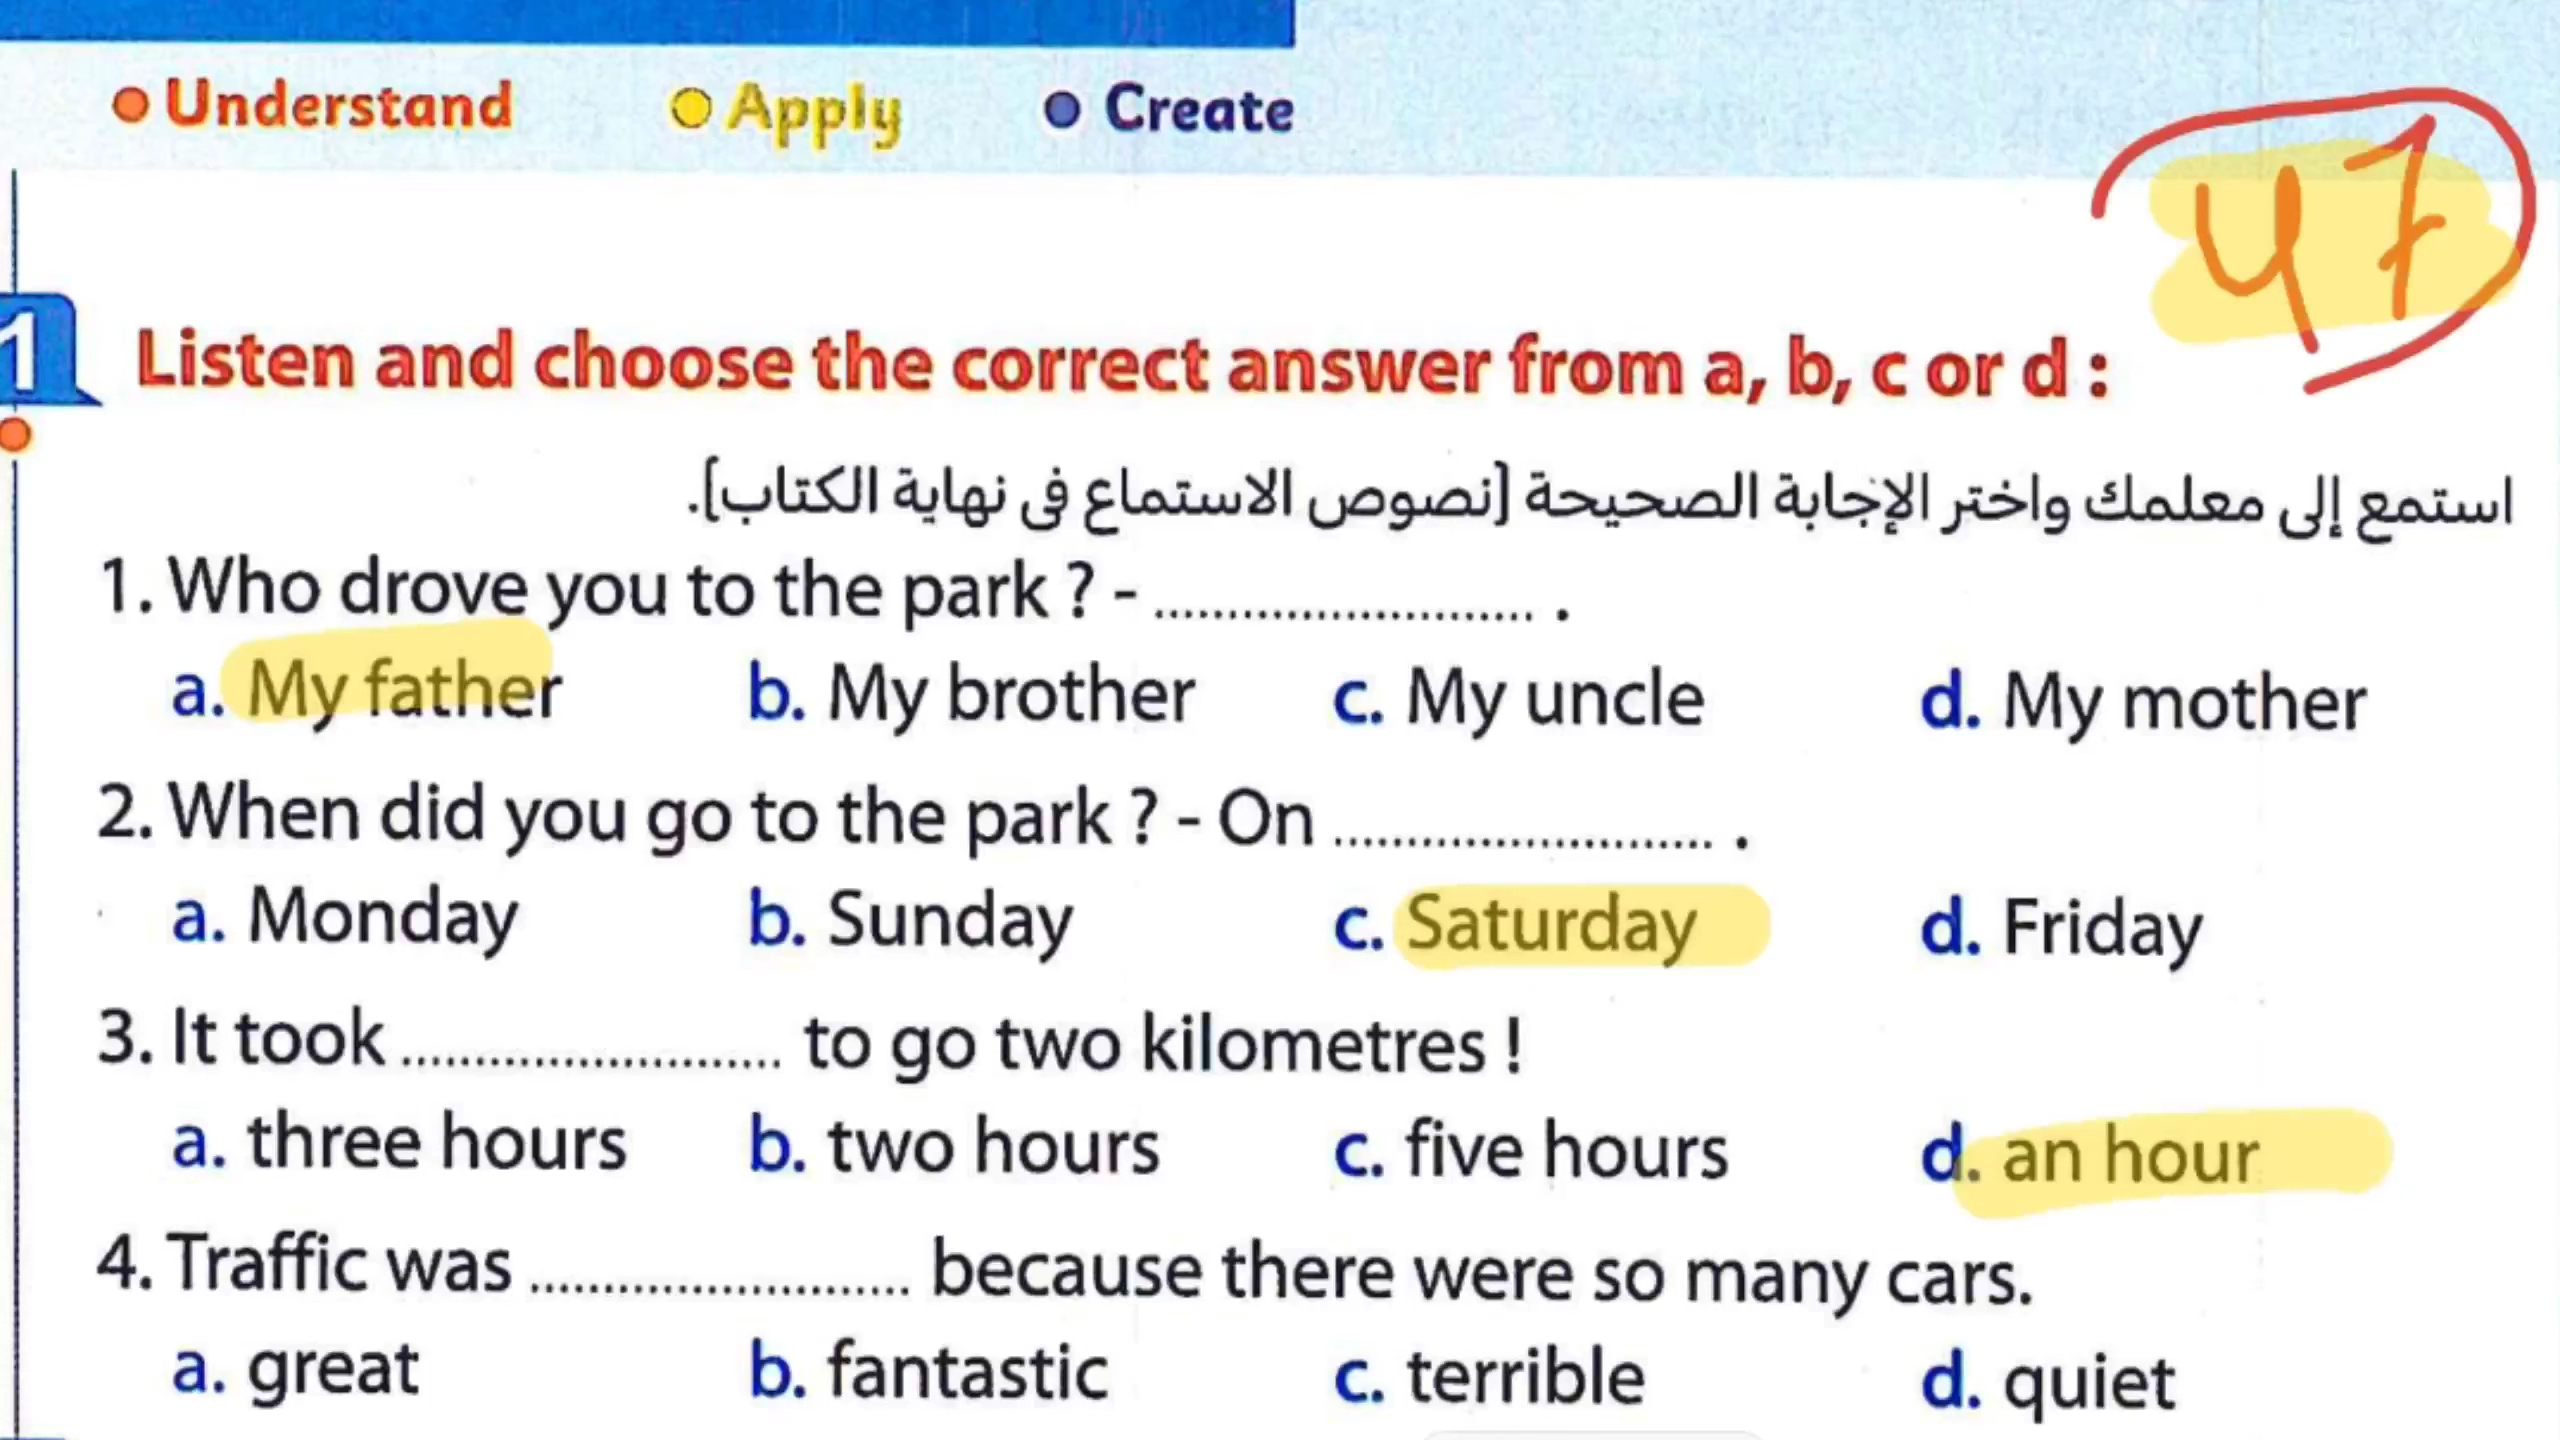 Understand Apply Create
47
1 Listen and choose the correct answer from a, b, c or d :
استمع إلى معلمك واختر الإجابة الصحيحة [نصوص الاستماع فى نهاية الكتاب].
1. Who drove you to the park ? - .......................... .
a. My father b. My brother c. My uncle d. My mother
2. When did you go to the park ? - On .......................... .
a. Monday b. Sunday c. Saturday d. Friday
3. It took .......................... to go two kilometres !
a. three hours b. two hours c. five hours d. an hour
4. Traffic was .......................... because there were so many cars.
a. great b. fantastic c. terrible d. quiet